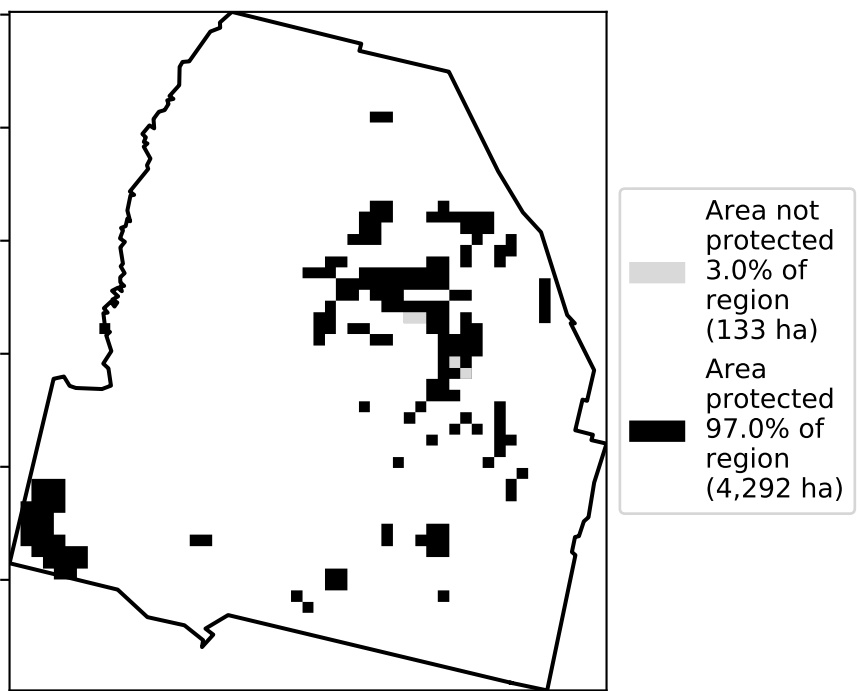 Area not
protected
3.0% of
region
(133 ha)
Area
protected
97.0% of
region
(4,292 ha)